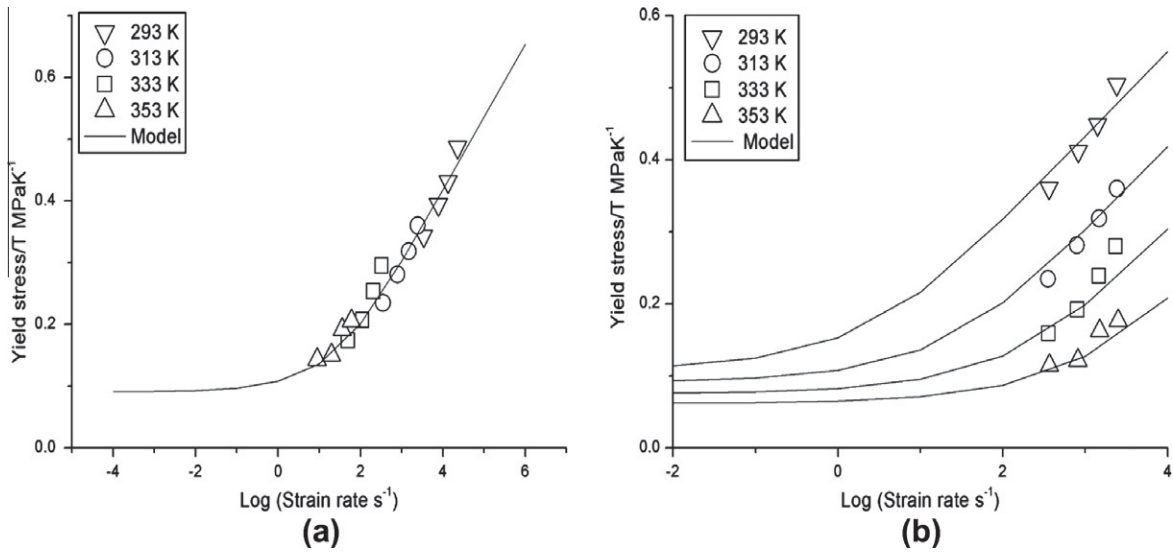 293 K
313 K
333 K
353 K
Model
Yield stress/T MPaK⁻¹
0.6
0.4
0.2
0.0
-4 -2 0 2 4 6
Log (Strain rate s⁻¹)
(a)
293 K
313 K
333 K
353 K
Model
Yield stress/T MPaK⁻¹
0.6
0.4
0.2
0.0
-2 0 2 4
Log (Strain rate s⁻¹)
(b)